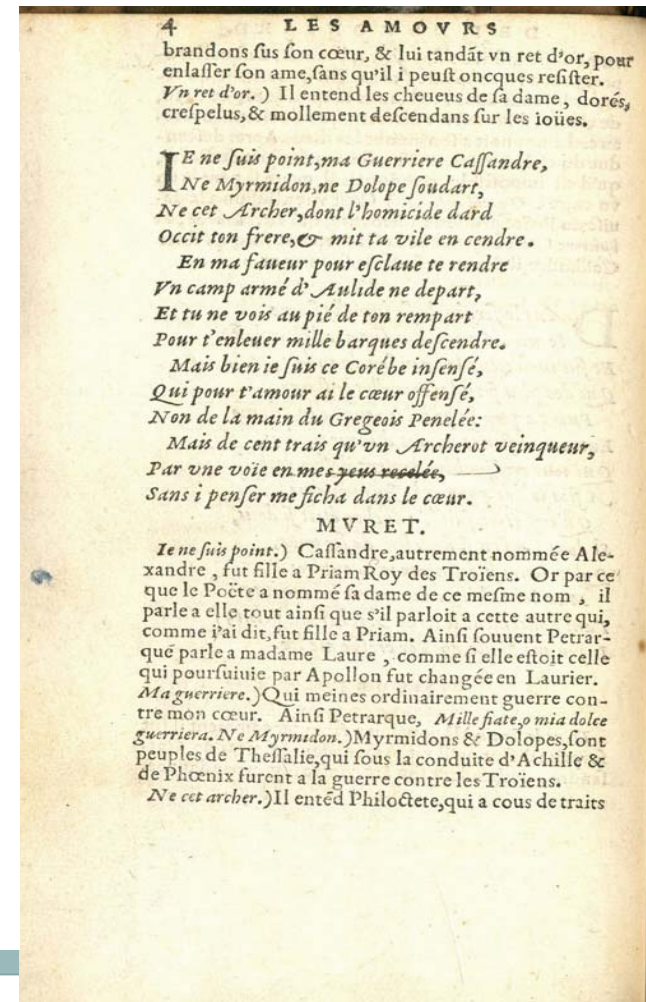 4 LES AMOVRS
brandons ſus ſon cœur, & lui tandãt vn ret d'or, pour
enlaſſer ſon ame,ſans qu'il i peuſt oncques reſiſter.
Vn ret d'or.) Il entend les cheueus de ſa dame, dorés,
creſpelus,& mollement deſcendans ſur les ioües.
IE ne ſuis point,ma Guerriere Caſſandre,
Ne Myrmidon,ne Dolope ſoudart,
Ne cet Archer,dont l'homicide dard
Occit ton frere,& mit ta vile en cendre.
En ma faueur pour eſclaue te rendre
Vn camp armé d'Aulide ne depart,
Et tu ne vois au pié de ton rempart
Pour t'enleuer mille barques deſcendre.
Mais bien ie ſuis ce Corébe inſenſé,
Qui pour t'amour ai le cœur offenſé,
Non de la main du Gregeois Penelée:
Mais de cent trais qu'vn Archerot veinqueur,
Par vne voïe en mes yeus recelée,
Sans i penſer me ficha dans le cœur.
MVRET.
Ie ne ſuis point.) Caſſandre,autrement nommée Ale-
xandre, fut fille a Priam Roy des Troïens. Or par ce
que le Poëte a nommé ſa dame de ce meſme nom, il
parle a elle tout ainſi que s'il parloit a cette autre qui,
comme i'ai dit,fut fille a Priam. Ainſi ſouuent Petrar-
que parle a madame Laure, comme ſi elle eſtoit celle
qui pourſuiuie par Apollon fut changée en Laurier.
Ma guerriere.)Qui meines ordinairement guerre con-
tre mon cœur. Ainſi Petrarque, Mille fiate,o mia dolce
guerriera. Ne Myrmidon.)Myrmidons & Dolopes,ſont
peuples de Theſſalie,qui ſous la conduite d'Achille &
de Phœnix furent a la guerre contre les Troïens.
Ne cet archer.)Il entẽd Philoctete,qui a cous de traits